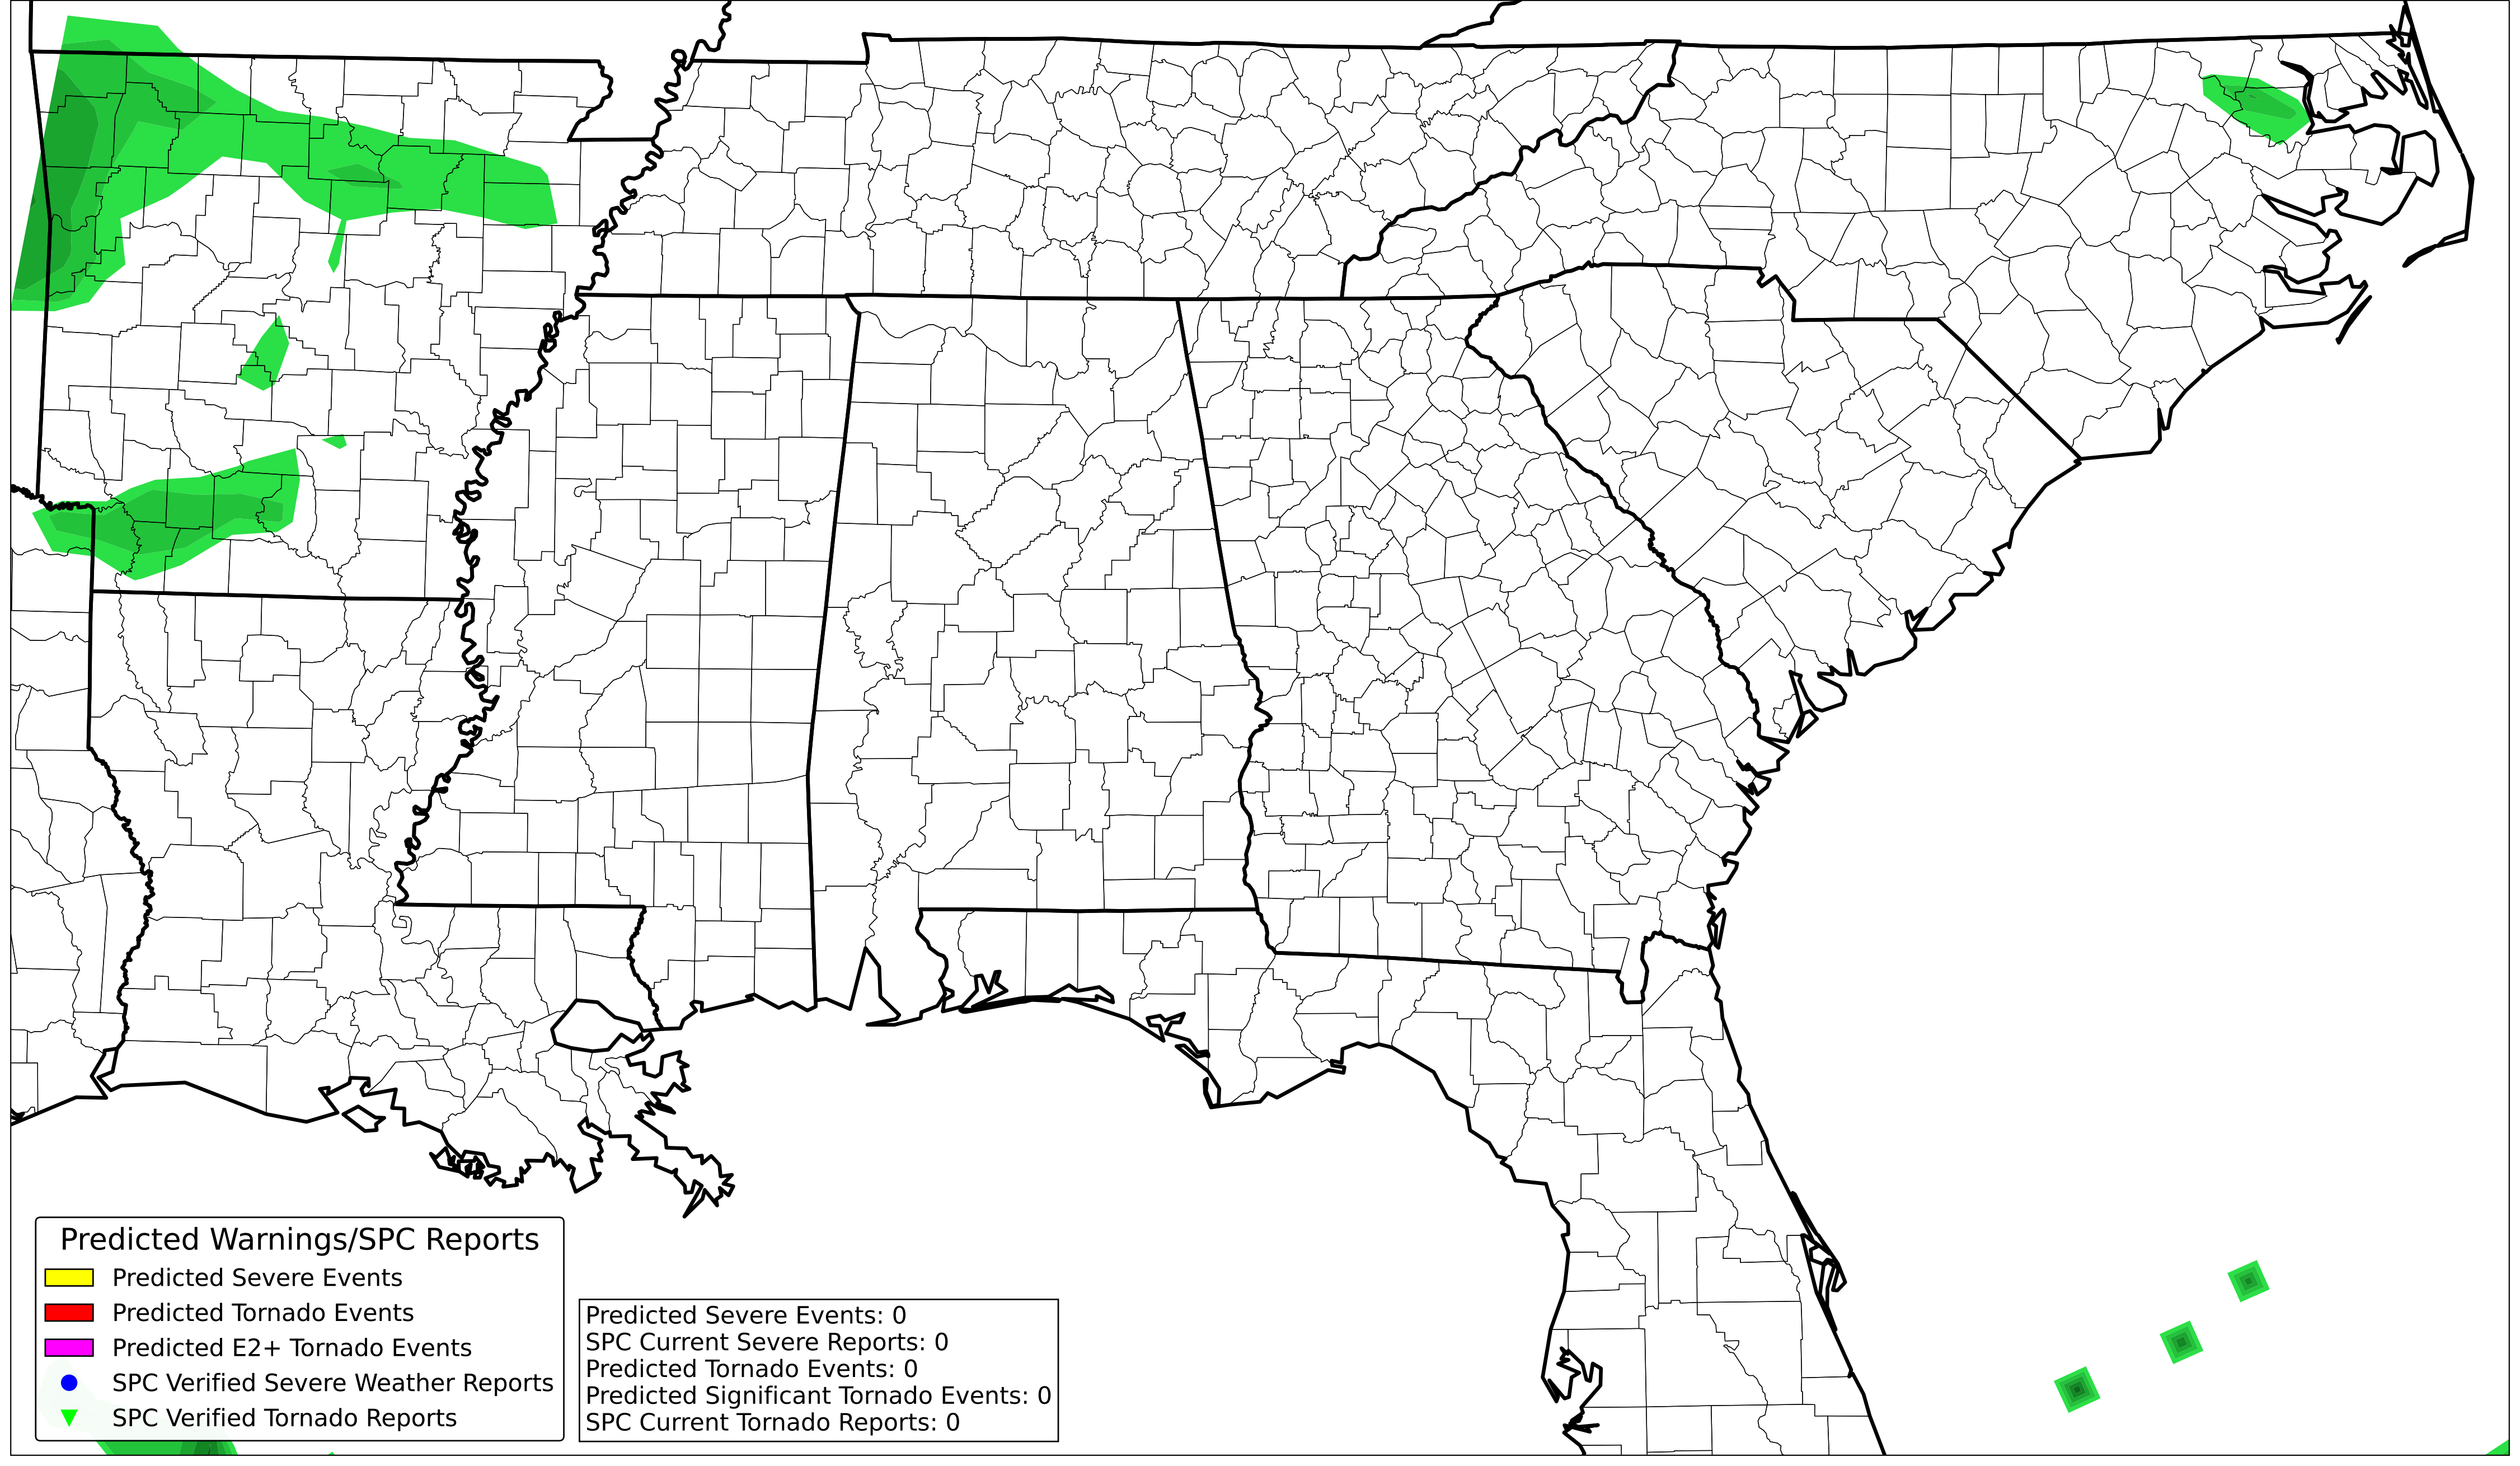 Predicted Warnings/SPC Reports
Predicted Severe Events
Predicted Tornado Events
Predicted E2+ Tornado Events
SPC Verified Severe Weather Reports
SPC Verified Tornado Reports
Predicted Severe Events: 0
SPC Current Severe Reports: 0
Predicted Tornado Events: 0
Predicted Significant Tornado Events: 0
SPC Current Tornado Reports: 0